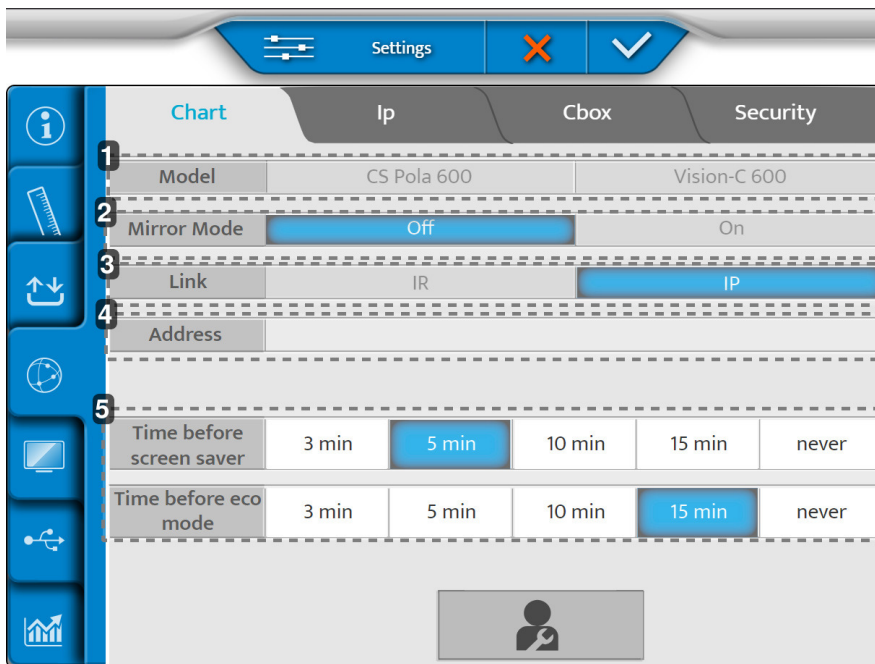 Settings
Chart Ip Cbox Security
1
Model CS Pola 600 Vision-C 600
2
Mirror Mode Off On
3
Link IR IP
4
Address
5
Time before
screen saver 3 min 5 min 10 min 15 min never
Time before eco
mode 3 min 5 min 10 min 15 min never